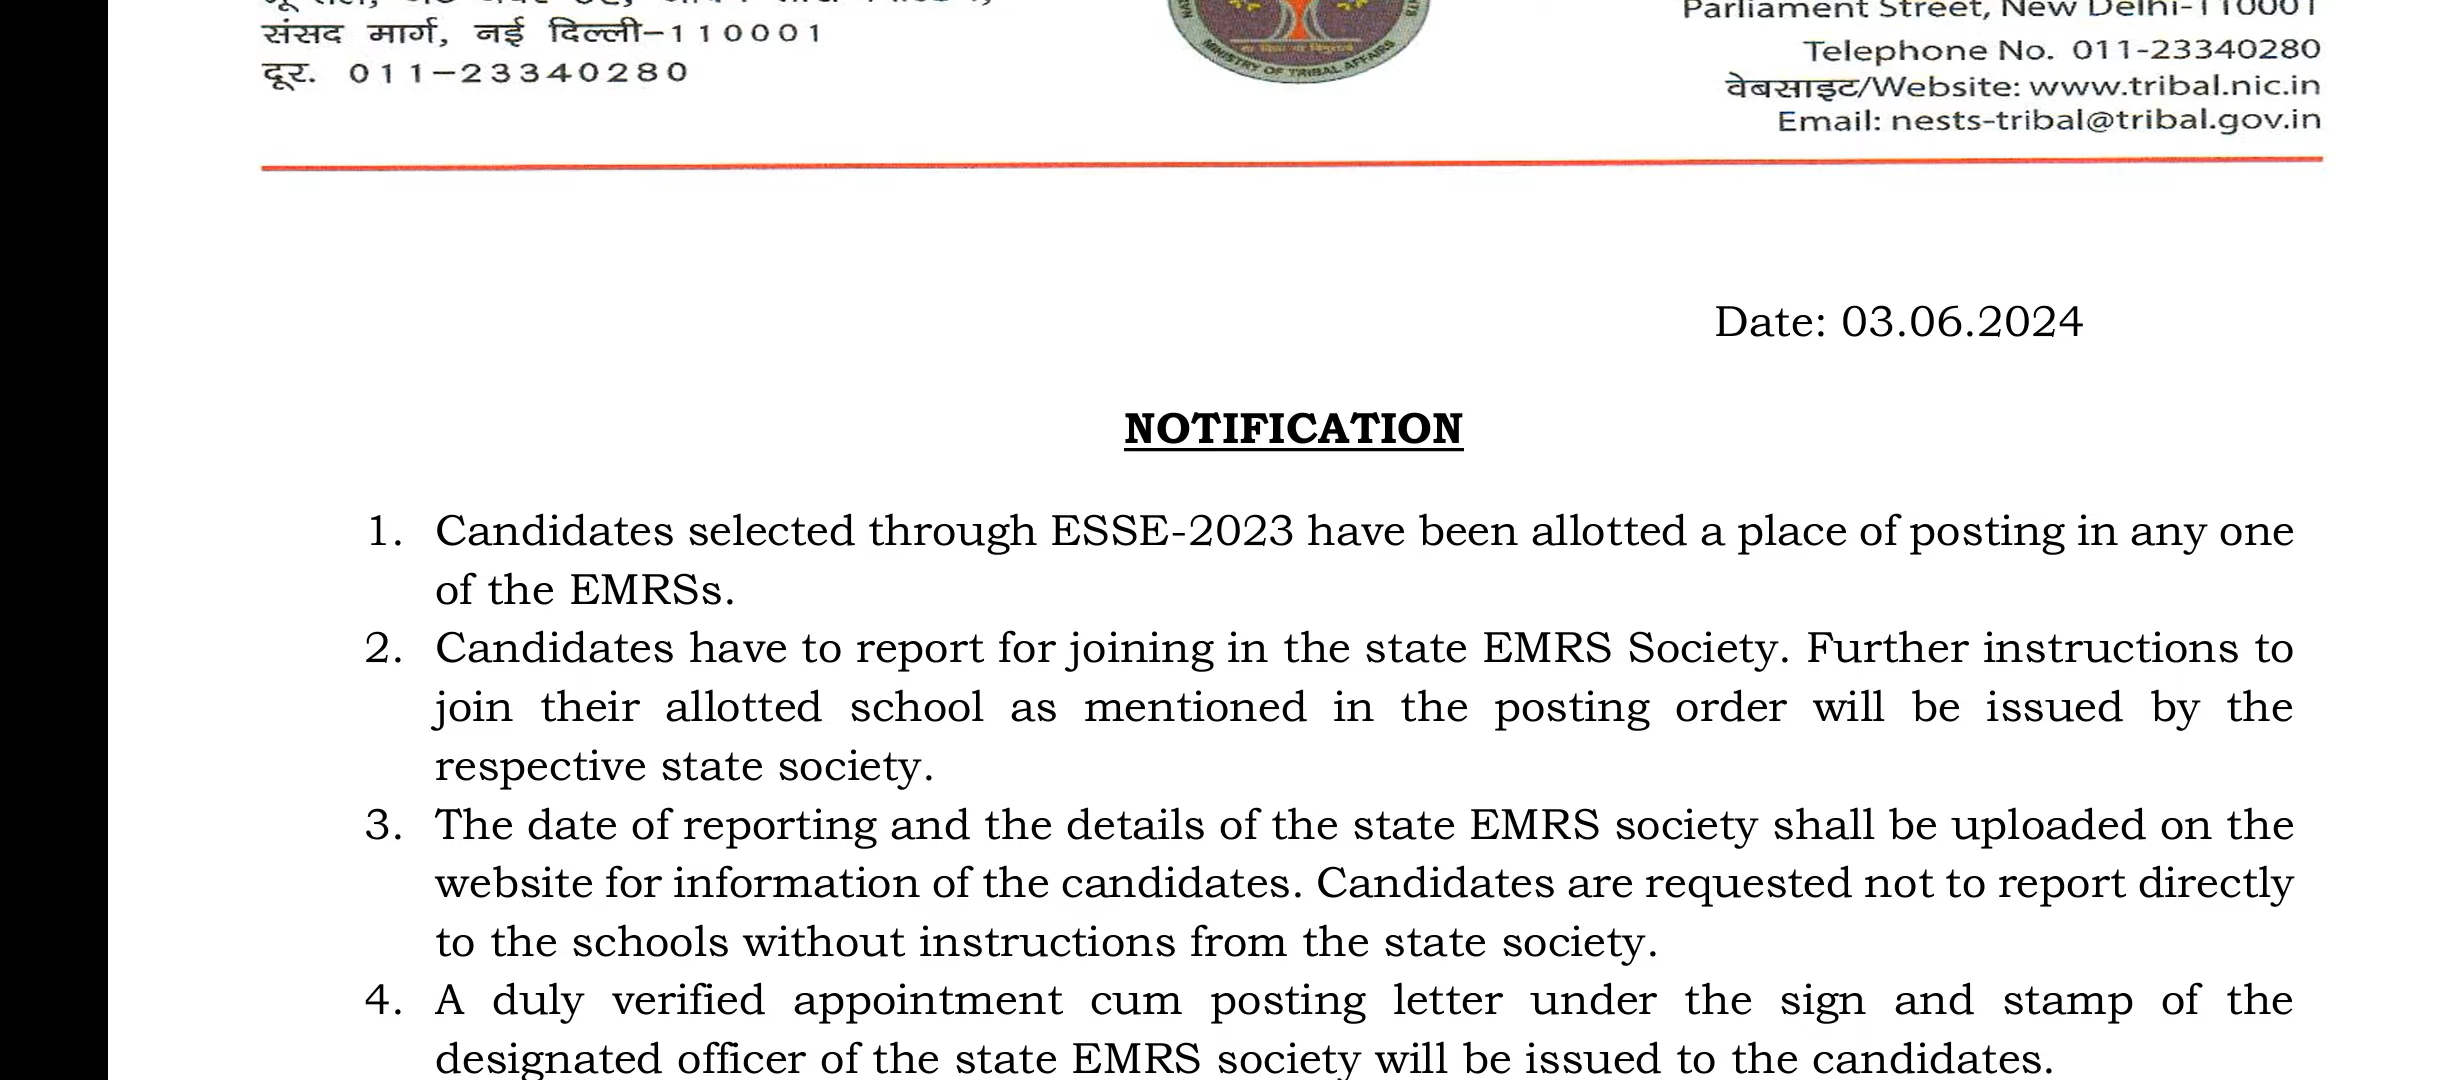 संसद मार्ग, नई दिल्ली-110001
दूर. 011-23340280
MINISTRY OF TRIBAL AFFAIRS
Parliament Street, New Delhi-110001
Telephone No. 011-23340280
वेबसाइट/Website: www.tribal.nic.in
Email: nests-tribal@tribal.gov.in
Date: 03.06.2024
NOTIFICATION
1. Candidates selected through ESSE-2023 have been allotted a place of posting in any one
of the EMRSs.
2. Candidates have to report for joining in the state EMRS Society. Further instructions to
join their allotted school as mentioned in the posting order will be issued by the
respective state society.
3. The date of reporting and the details of the state EMRS society shall be uploaded on the
website for information of the candidates. Candidates are requested not to report directly
to the schools without instructions from the state society.
4. A duly verified appointment cum posting letter under the sign and stamp of the
designated officer of the state EMRS society will be issued to the candidates.